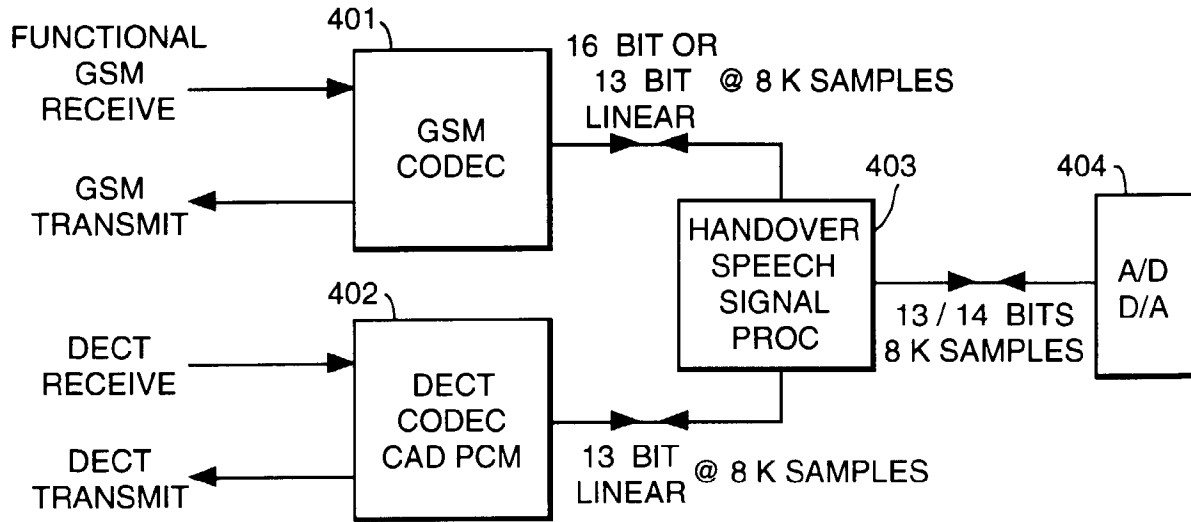 FUNCTIONAL
GSM
RECEIVE
GSM
TRANSMIT
401
GSM
CODEC
16 BIT OR
13 BIT @ 8 K SAMPLES
LINEAR
DECT
RECEIVE
DECT
TRANSMIT
402
DECT
CODEC
CAD PCM
13 BIT
LINEAR @ 8 K SAMPLES
403
HANDOVER
SPEECH
SIGNAL
PROC
13 / 14 BITS
8 K SAMPLES
404
A/D
D/A